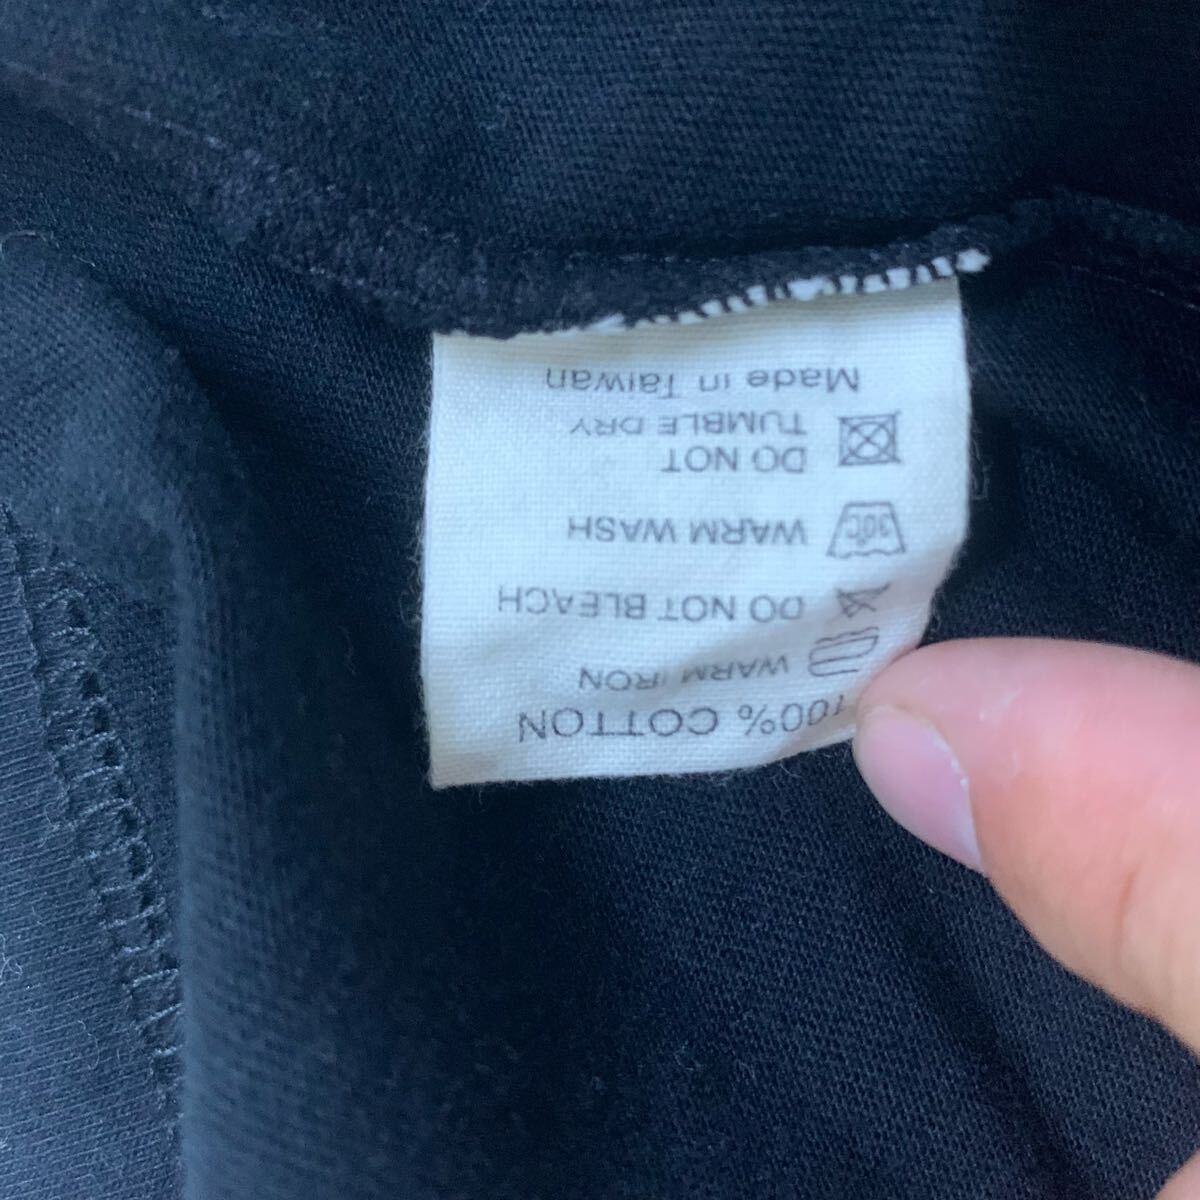 100% COTTON
WARM IRON
DO NOT BLEACH
30°C WARM WASH
DO NOT
TUMBLE DRY
Made in Taiwan